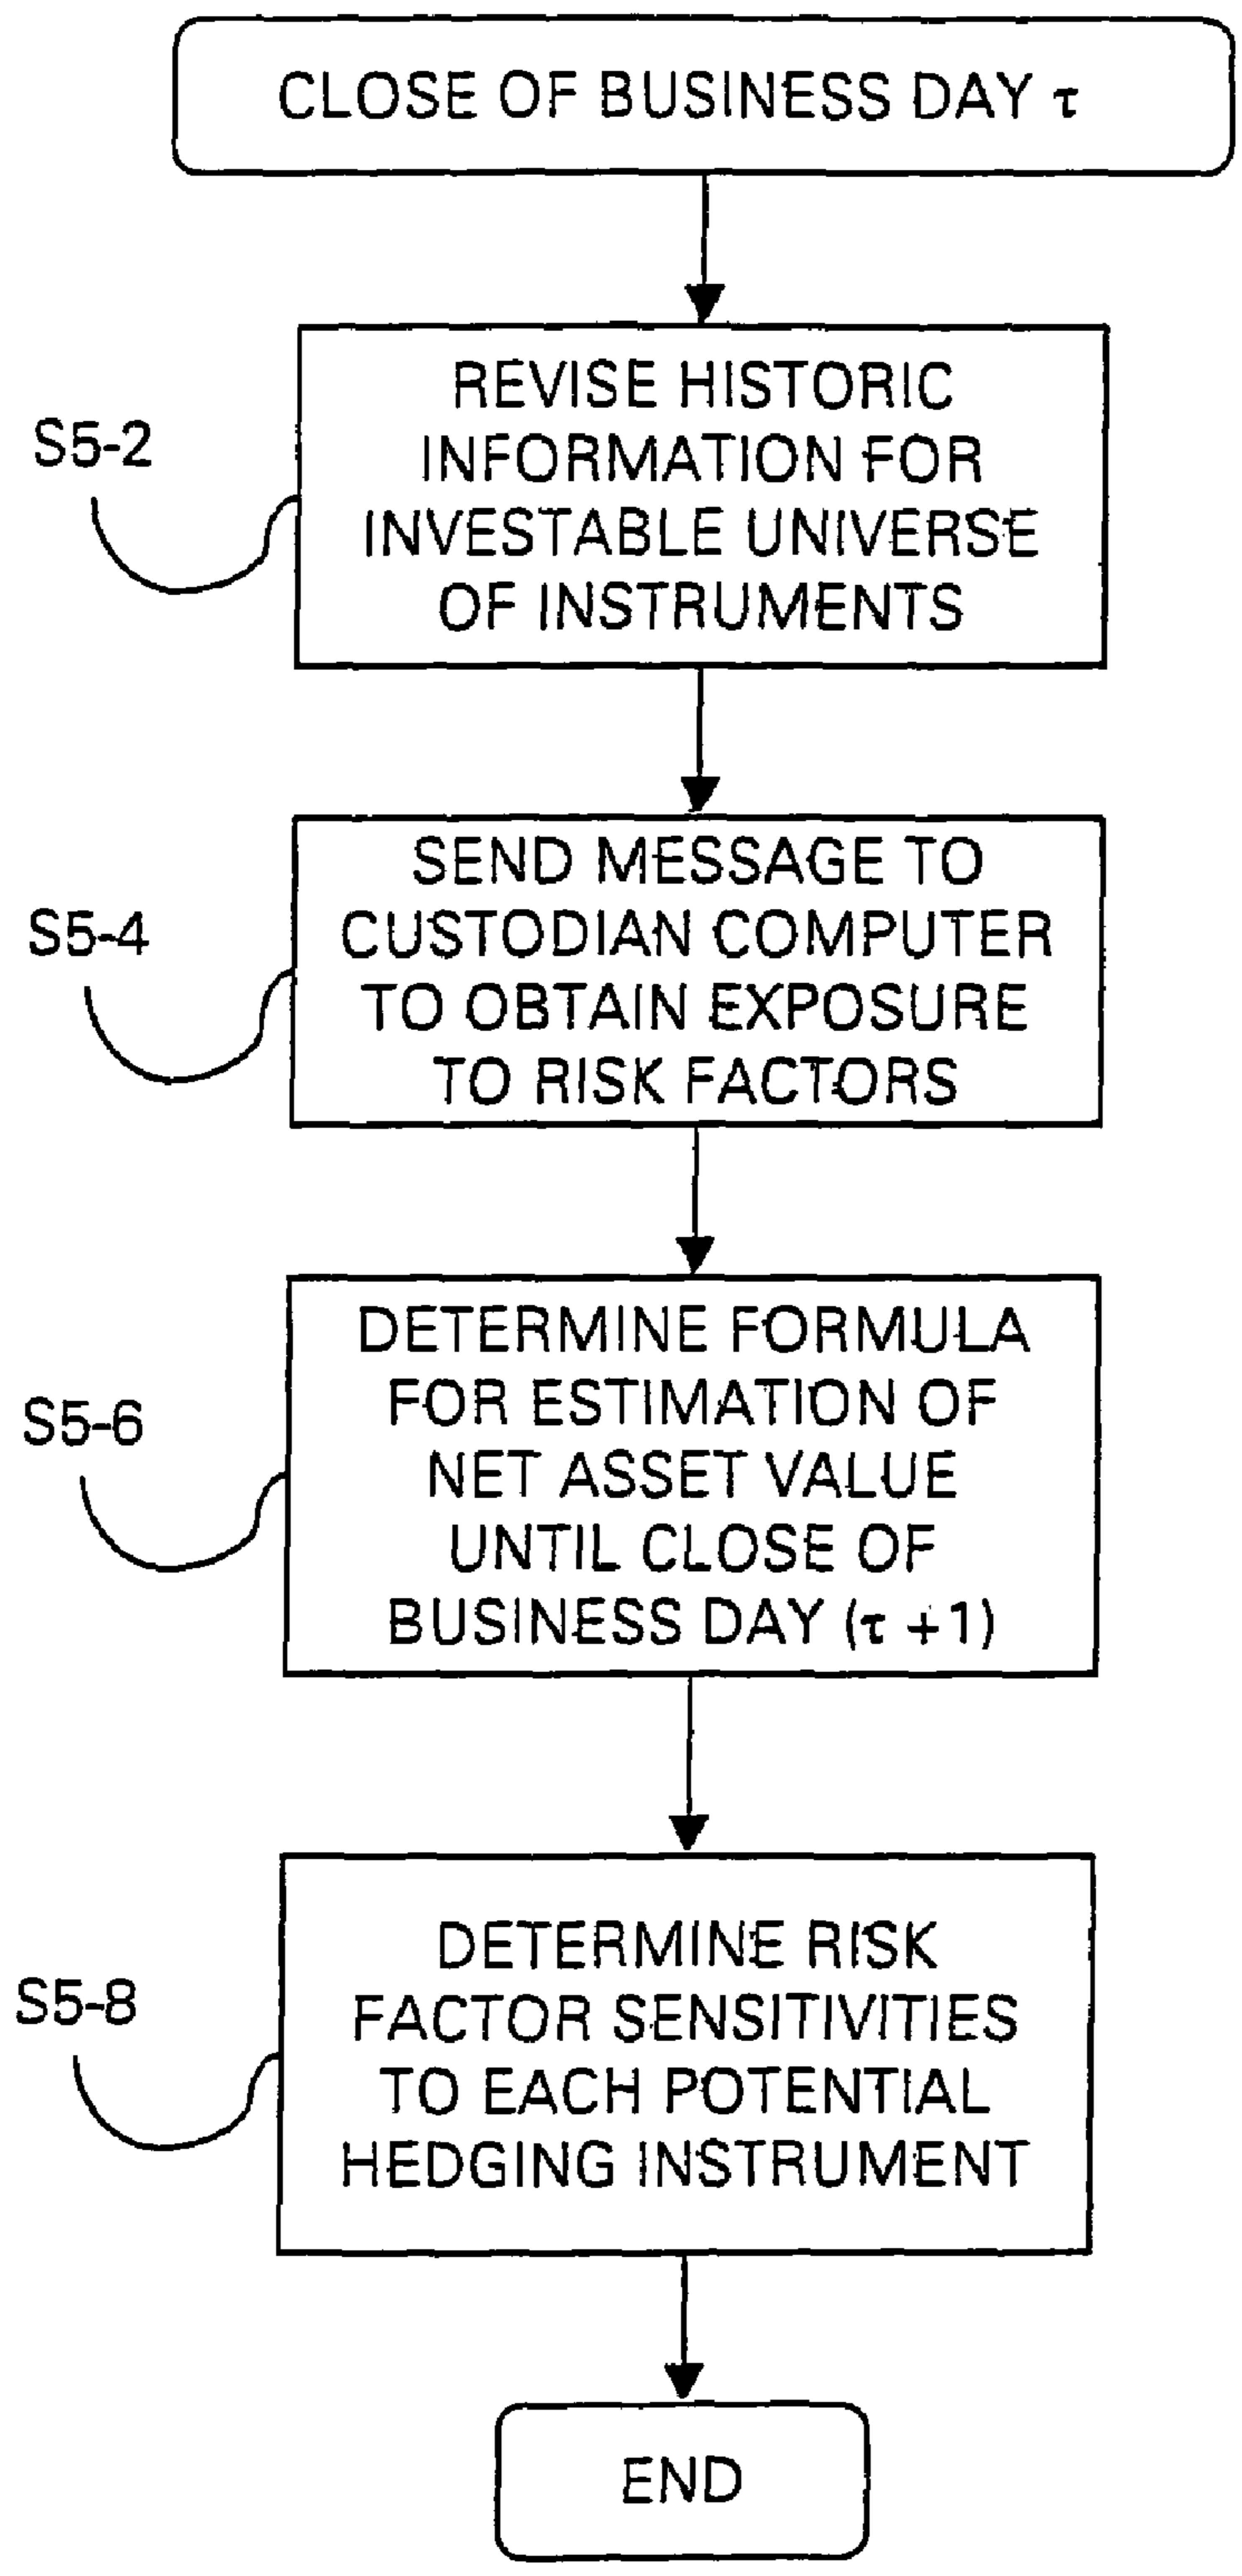 CLOSE OF BUSINESS DAY τ
REVISE HISTORIC
INFORMATION FOR
INVESTABLE UNIVERSE
OF INSTRUMENTS
S5-2
SEND MESSAGE TO
CUSTODIAN COMPUTER
TO OBTAIN EXPOSURE
TO RISK FACTORS
S5-4
DETERMINE FORMULA
FOR ESTIMATION OF
NET ASSET VALUE
UNTIL CLOSE OF
BUSINESS DAY (τ +1)
S5-6
DETERMINE RISK
FACTOR SENSITIVITIES
TO EACH POTENTIAL
HEDGING INSTRUMENT
S5-8
END